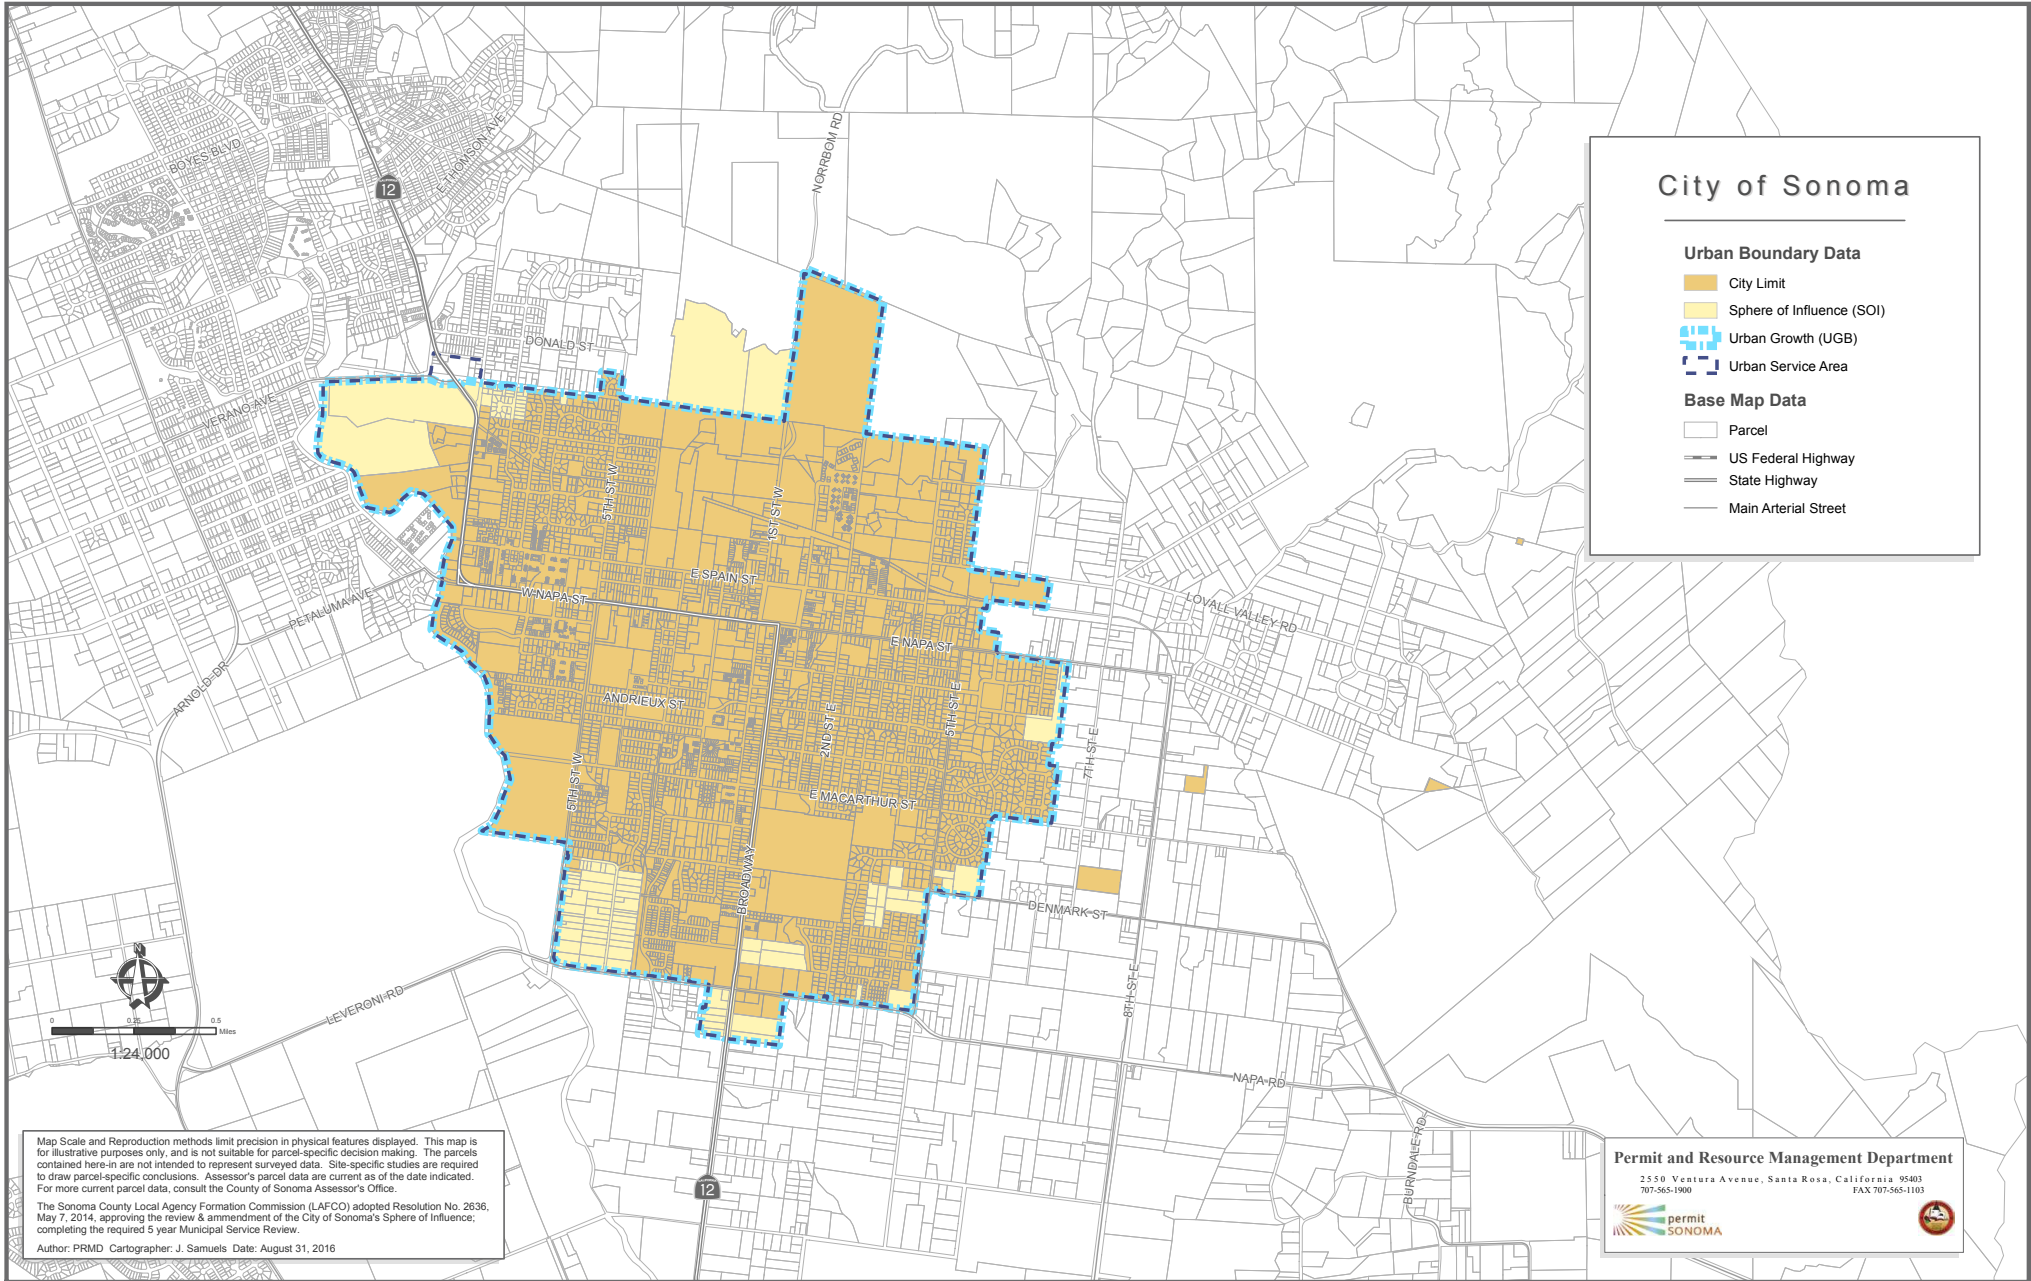 BOYES BLVD
12
E THOMSON AVE
NORRBOM RD
DONALD ST
VERANO AVE
5TH ST W
1ST ST W
E SPAIN ST
W NAPA ST
PETALUMA AVE
LOVALL VALLEY RD
E NAPA ST
ARNOLD DR
ANDRIEUX ST
2ND ST E
5TH ST E
7TH ST E
5TH ST W
E MACARTHUR ST
BROADWAY
DENMARK ST
8TH ST E
LEVERONI RD
NAPA RD
BURNDALE RD
12
City of Sonoma
Urban Boundary Data
City Limit
Sphere of Influence (SOI)
Urban Growth (UGB)
Urban Service Area
Base Map Data
Parcel
US Federal Highway
State Highway
Main Arterial Street
N
0 0.25 0.5
Miles
1:24,000
Map Scale and Reproduction methods limit precision in physical features displayed. This map is
for illustrative purposes only, and is not suitable for parcel-specific decision making. The parcels
contained here-in are not intended to represent surveyed data. Site-specific studies are required
to draw parcel-specific conclusions. Assessor's parcel data are current as of the date indicated.
For more current parcel data, consult the County of Sonoma Assessor's Office.
The Sonoma County Local Agency Formation Commission (LAFCO) adopted Resolution No. 2636,
May 7, 2014, approving the review & ammendment of the City of Sonoma's Sphere of Influence;
completing the required 5 year Municipal Service Review.
Author: PRMD Cartographer: J. Samuels Date: August 31, 2016
Permit and Resource Management Department
2550 Ventura Avenue, Santa Rosa, California 95403
707-565-1900 FAX 707-565-1103
permit
SONOMA